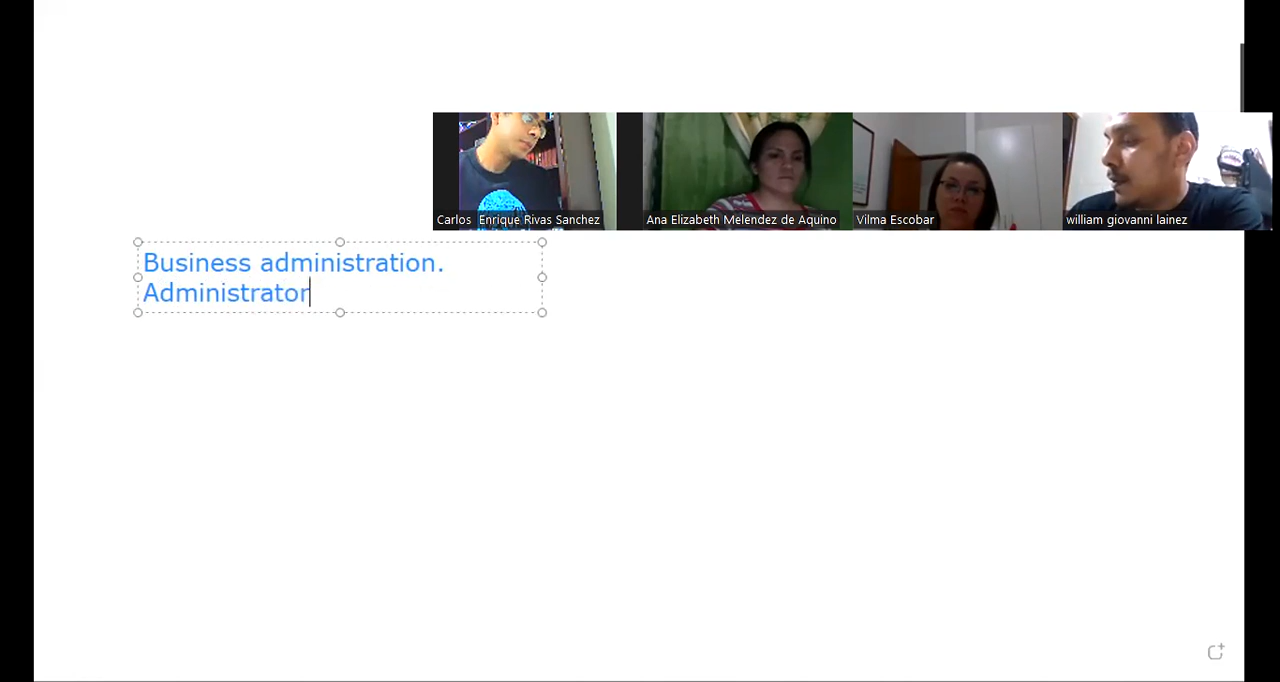 Carlos Enrique Rivas Sanchez
Ana Elizabeth Melendez de Aquino
Vilma Escobar
william giovanni lainez
Business administration.
Administrator